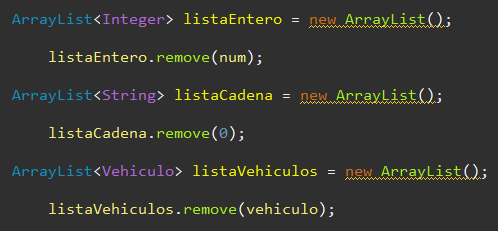 ArrayList<Integer> listaEntero = new ArrayList();
listaEntero.remove(num);
ArrayList<String> listaCadena = new ArrayList();
listaCadena.remove(0);
ArrayList<Vehiculo> listaVehiculos = new ArrayList();
listaVehiculos.remove(vehiculo);